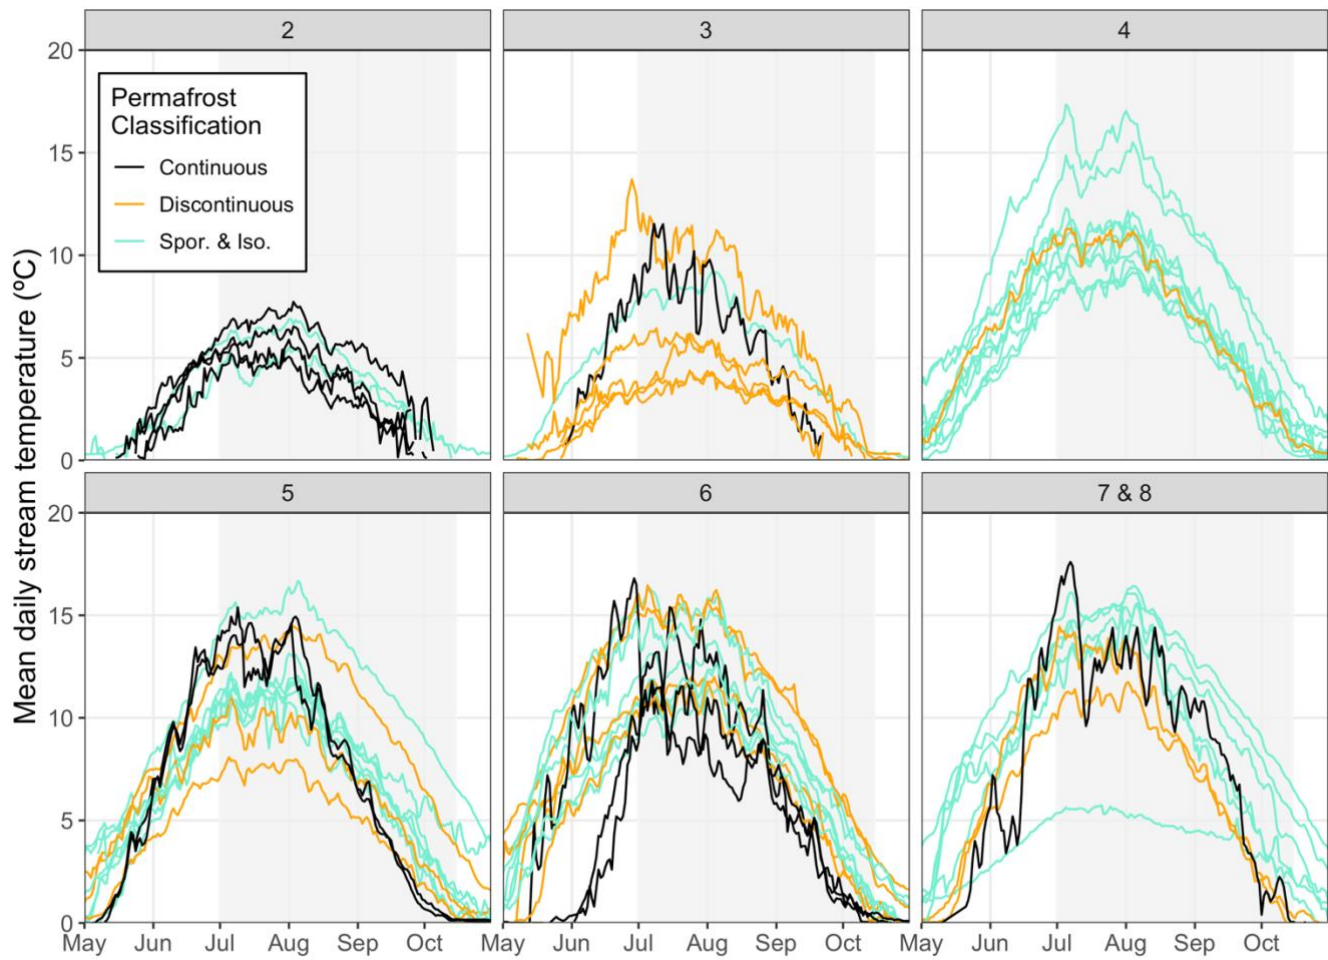 2 3 4
20
15
10
5
0
Permafrost
Classification
Continuous
Discontinuous
Spor. & Iso.
Mean daily stream temperature (ºC)
5 6 7 & 8
20
15
10
5
0
May Jun Jul Aug Sep Oct May Jun Jul Aug Sep Oct May Jun Jul Aug Sep Oct